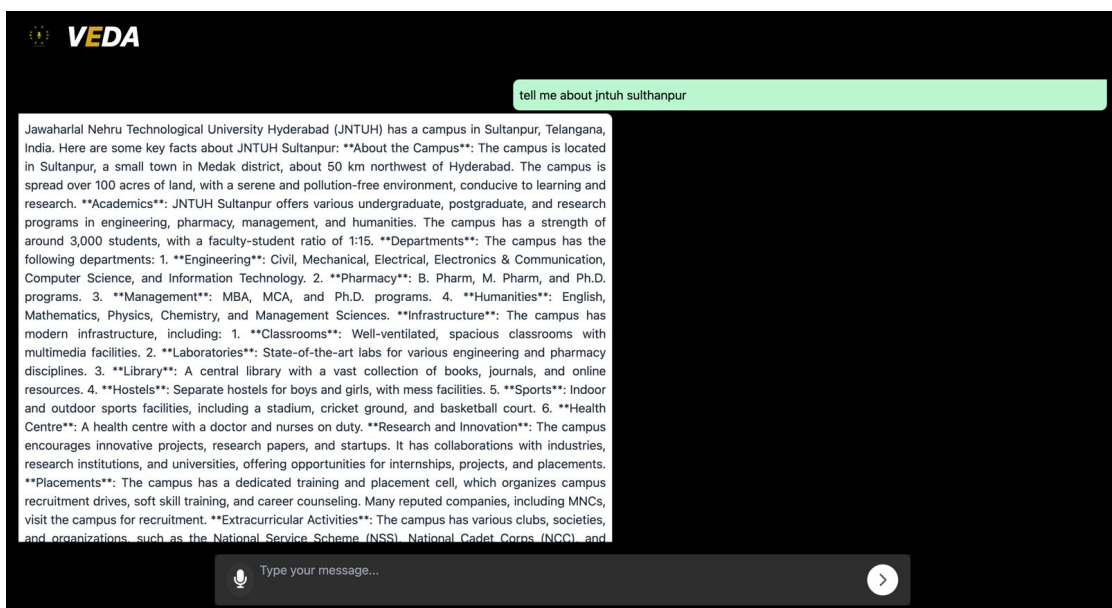 VEDA
tell me about jntuh sulthanpur
Jawaharlal Nehru Technological University Hyderabad (JNTUH) has a campus in Sultanpur, Telangana,
India. Here are some key facts about JNTUH Sultanpur: **About the Campus**: The campus is located
in Sultanpur, a small town in Medak district, about 50 km northwest of Hyderabad. The campus is
spread over 100 acres of land, with a serene and pollution-free environment, conducive to learning and
research. **Academics**: JNTUH Sultanpur offers various undergraduate, postgraduate, and research
programs in engineering, pharmacy, management, and humanities. The campus has a strength of
around 3,000 students, with a faculty-student ratio of 1:15. **Departments**: The campus has the
following departments: 1. **Engineering**: Civil, Mechanical, Electrical, Electronics & Communication,
Computer Science, and Information Technology. 2. **Pharmacy**: B. Pharm, M. Pharm, and Ph.D.
programs. 3. **Management**: MBA, MCA, and Ph.D. programs. 4. **Humanities**: English,
Mathematics, Physics, Chemistry, and Management Sciences. **Infrastructure**: The campus has
modern infrastructure, including: 1. **Classrooms**: Well-ventilated, spacious classrooms with
multimedia facilities. 2. **Laboratories**: State-of-the-art labs for various engineering and pharmacy
disciplines. 3. **Library**: A central library with a vast collection of books, journals, and online
resources. 4. **Hostels**: Separate hostels for boys and girls, with mess facilities. 5. **Sports**: Indoor
and outdoor sports facilities, including a stadium, cricket ground, and basketball court. 6. **Health
Centre**: A health centre with a doctor and nurses on duty. **Research and Innovation**: The campus
encourages innovative projects, research papers, and startups. It has collaborations with industries,
research institutions, and universities, offering opportunities for internships, projects, and placements.
**Placements**: The campus has a dedicated training and placement cell, which organizes campus
recruitment drives, soft skill training, and career counseling. Many reputed companies, including MNCs,
visit the campus for recruitment. **Extracurricular Activities**: The campus has various clubs, societies,
and organizations, such as the National Service Scheme (NSS), National Cadet Corps (NCC), and
Type your message...